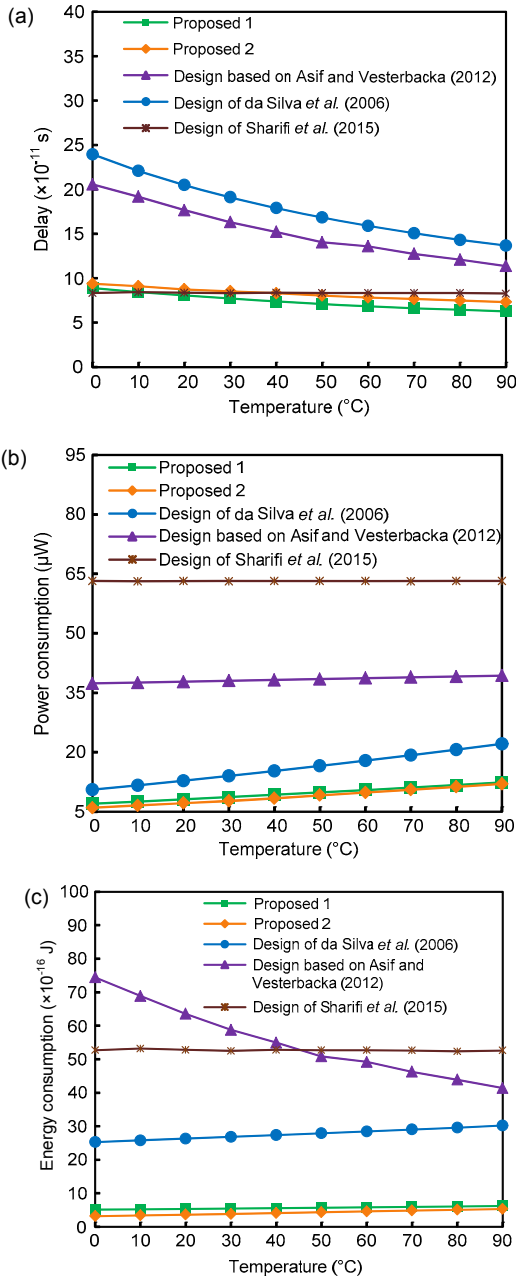 (a)
40
35
30
25
20
15
10
5
0
Delay (×10-11 s)
Proposed 1
Proposed 2
Design based on Asif and Vesterbacka (2012)
Design of da Silva et al. (2006)
Design of Sharifi et al. (2015)
0 10 20 30 40 50 60 70 80 90
Temperature (°C)
(b)
95
80
65
50
35
20
5
Power consumption (μW)
Proposed 1
Proposed 2
Design of da Silva et al. (2006)
Design based on Asif and Vesterbacka (2012)
Design of Sharifi et al. (2015)
0 10 20 30 40 50 60 70 80 90
Temperature (°C)
(c)
100
90
80
70
60
50
40
30
20
10
0
Energy consumption (×10-16 J)
Proposed 1
Proposed 2
Design of da Silva et al. (2006)
Design based on Asif and
Vesterbacka (2012)
Design of Sharifi et al. (2015)
0 10 20 30 40 50 60 70 80 90
Temperature (°C)